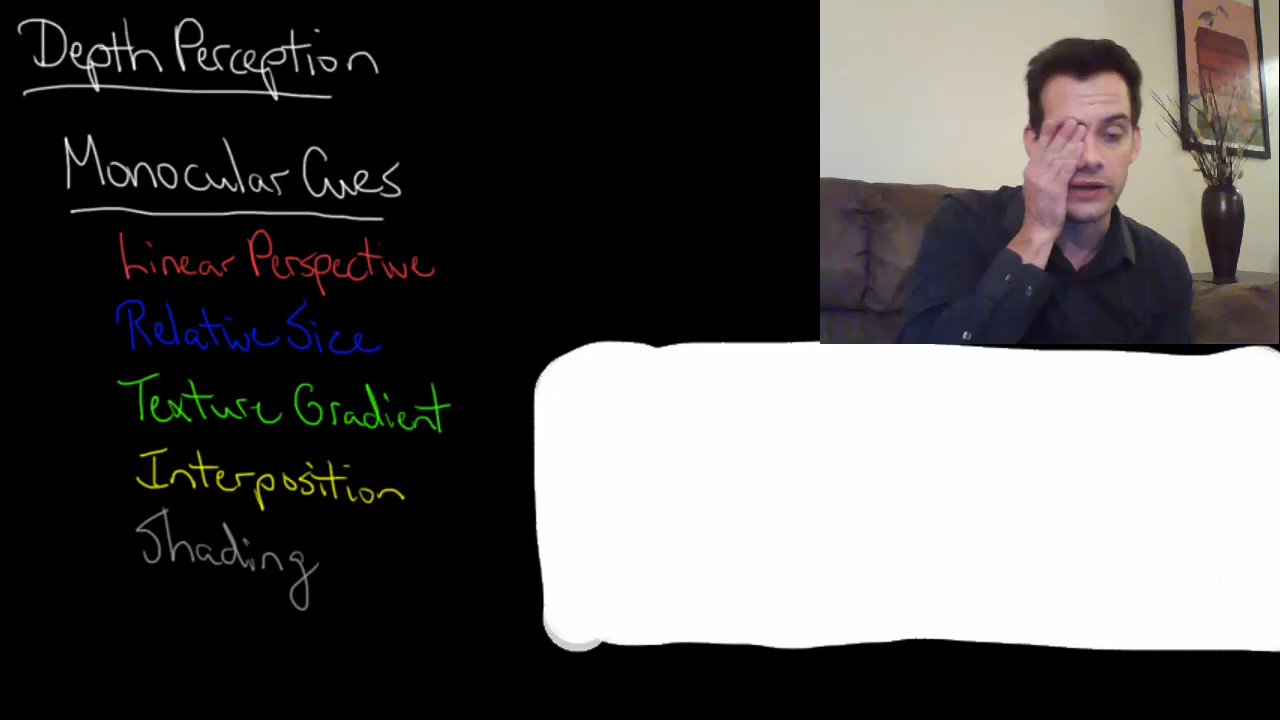 Depth Perception
Monocular Cues
Linear Perspective
Relative Size
Texture Gradient
Interposition
Shading